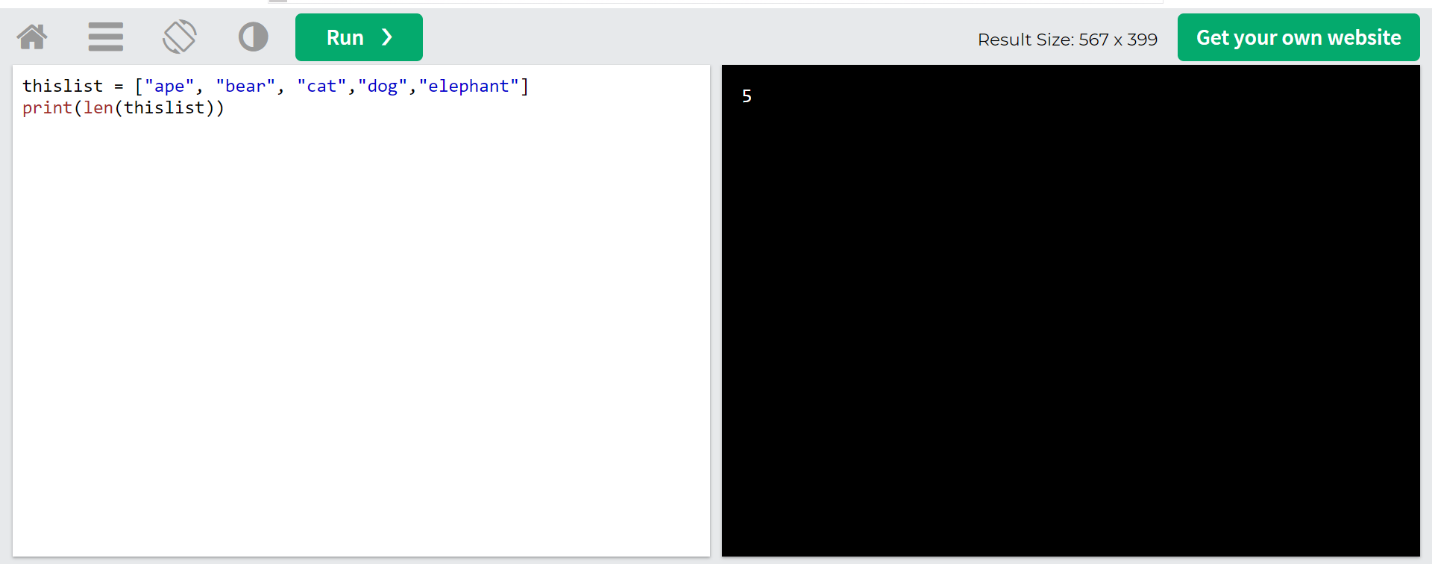 Run ❯
Result Size: 567 x 399
Get your own website
thislist = ["ape", "bear", "cat","dog","elephant"]
print(len(thislist))
5